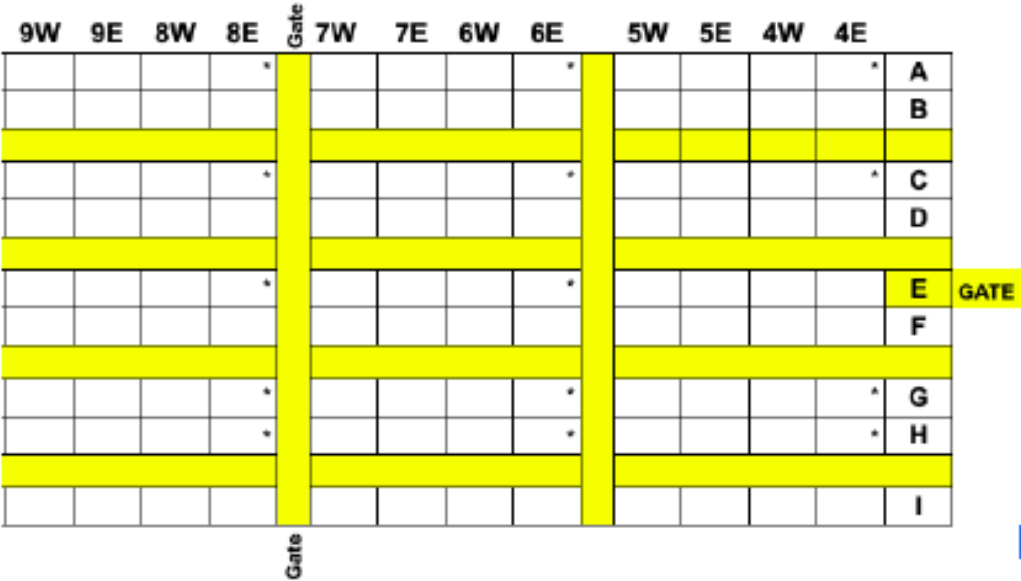 Gate
9W 9E 8W 8E 7W 7E 6W 6E 5W 5E 4W 4E
* * * A
B
* * * C
D
* * E GATE
F
* * * G
* * * H
I
Gate